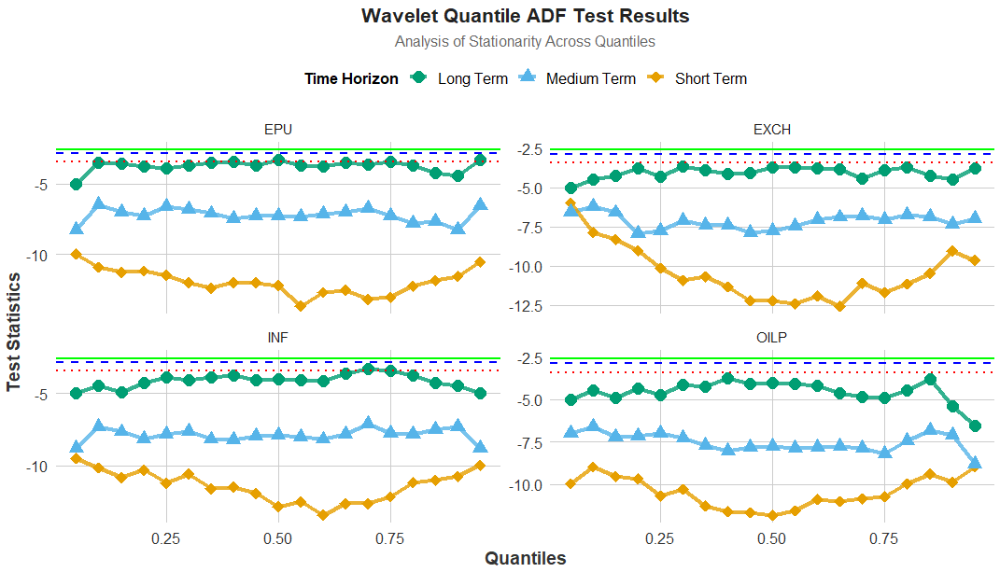 Wavelet Quantile ADF Test Results
Analysis of Stationarity Across Quantiles
Time Horizon Long Term Medium Term Short Term
EPU
-5
-10
EXCH
-2.5
-5.0
-7.5
-10.0
-12.5
INF
-5
-10
0.25 0.50 0.75
OILP
-2.5
-5.0
-7.5
-10.0
0.25 0.50 0.75
Test Statistics
Quantiles